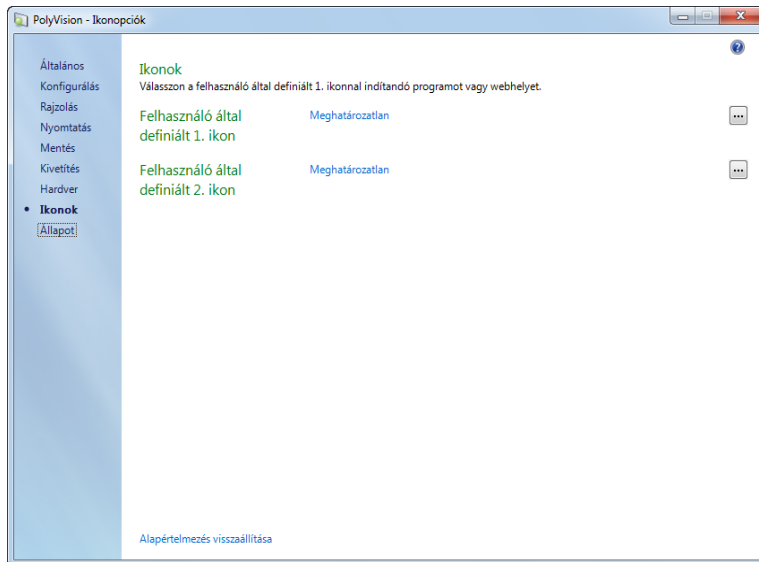 PolyVision - Ikonopciók
Általános
Konfigurálás
Rajzolás
Nyomtatás
Mentés
Kivetítés
Hardver
• Ikonok
Állapot
Ikonok
Válasszon a felhasználó által definiált 1. ikonnal indítandó programot vagy webhelyet.
Felhasználó által Meghatározatlan ...
definiált 1. ikon
Felhasználó által Meghatározatlan ...
definiált 2. ikon
Alapértelmezés visszaállítása